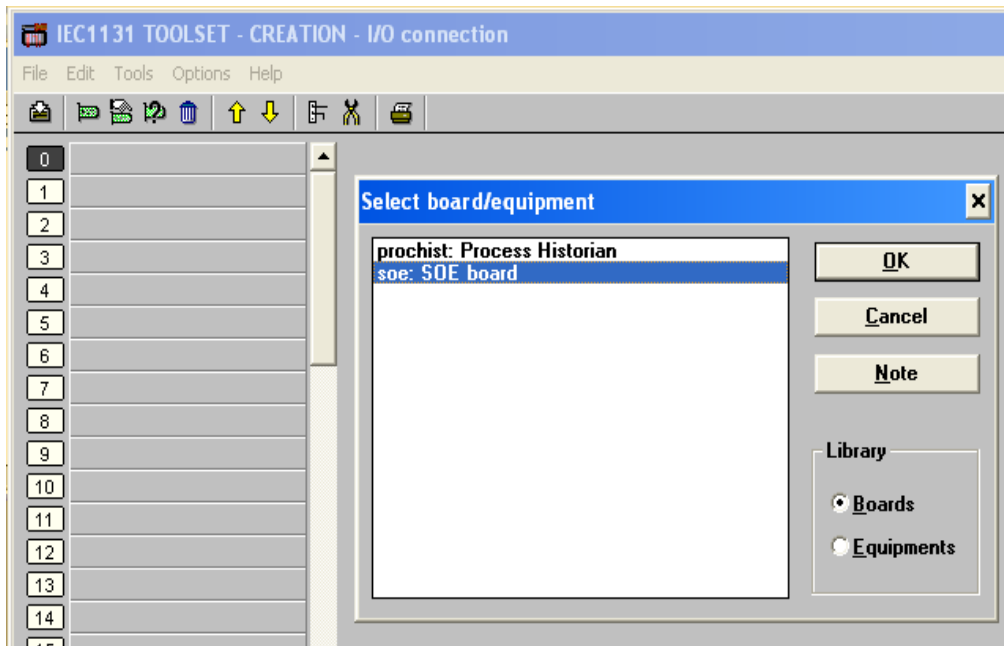 IEC1131 TOOLSET - CREATION - I/O connection
File Edit Tools Options Help
0
1
2
3
4
5
6
7
8
9
10
11
12
13
14
Select board/equipment
prochist: Process Historian
soe: SOE board
OK
Cancel
Note
Library
Boards
Equipments